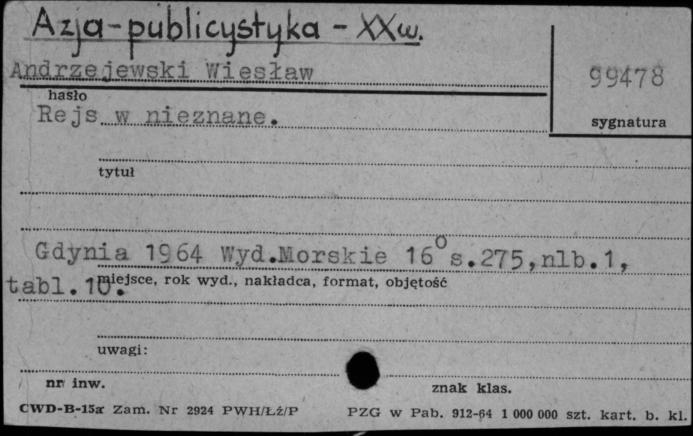 Azja-publicystyka - XXw.
Andrzejewski Wiesław
99478
hasło
Rejs w nieznane.
sygnatura
tytuł
Gdynia 1964 Wyd.Morskie 16° s.275,nlb.1,
miejsce, rok wyd., nakładca, format, objętość
tabl.10.
uwagi:
nr inw.
znak klas.
CWD-B-15a Zam. Nr 2924 PWH/Łź/P PZG w Pab. 912-64 1 000 000 szt. kart. b. kl.